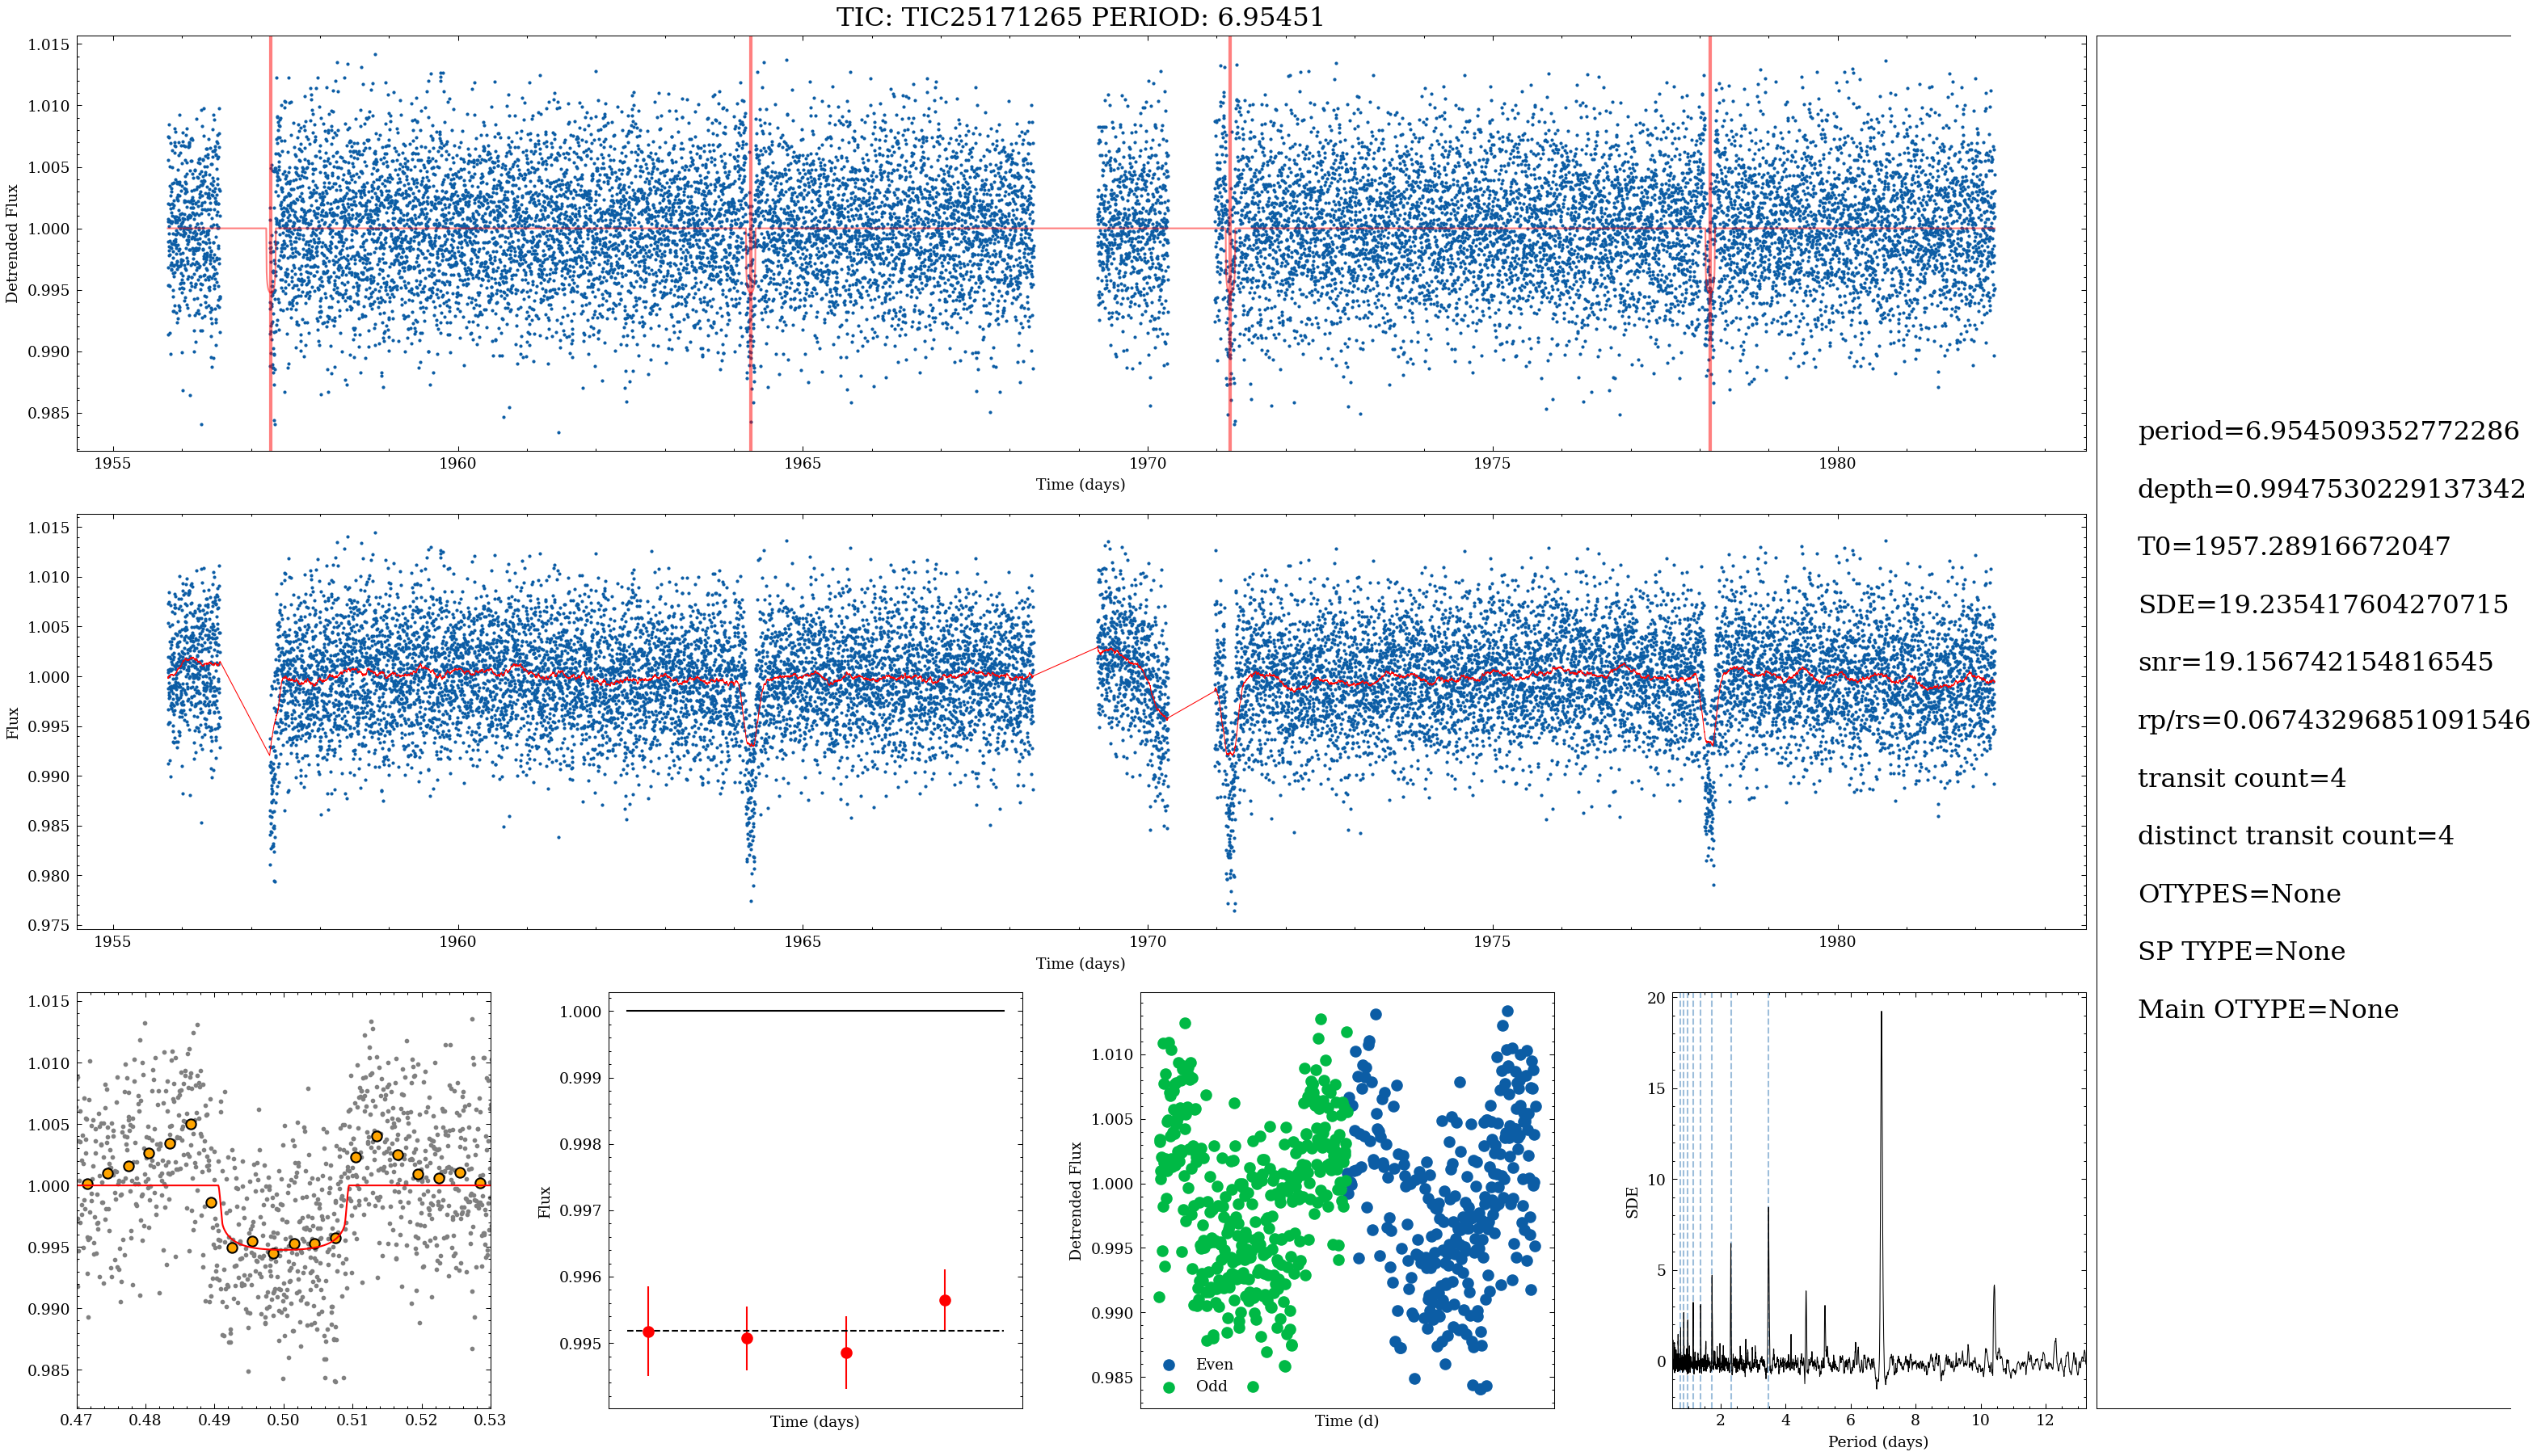 TIC: TIC25171265 PERIOD: 6.95451
1.015
1.010
1.005
1.000
0.995
0.990
0.985
Detrended Flux
1955
1960
1965
1970
1975
1980
Time (days)
1.015
1.010
1.005
1.000
0.995
0.990
0.985
0.980
0.975
Flux
1955
1960
1965
1970
1975
1980
Time (days)
period=6.954509352772286
depth=0.9947530229137342
T0=1957.28916672047
SDE=19.235417604270715
snr=19.156742154816545
rp/rs=0.06743296851091546
transit count=4
distinct transit count=4
OTYPES=None
SP TYPE=None
Main OTYPE=None
1.015
1.010
1.005
1.000
0.995
0.990
0.985
0.47
0.48
0.49
0.50
0.51
0.52
0.53
1.000
0.999
0.998
0.997
0.996
0.995
Flux
Time (days)
1.010
1.005
1.000
0.995
0.990
0.985
Detrended Flux
Even
Odd
Time (d)
20
15
10
5
0
SDE
2
4
6
8
10
12
Period (days)